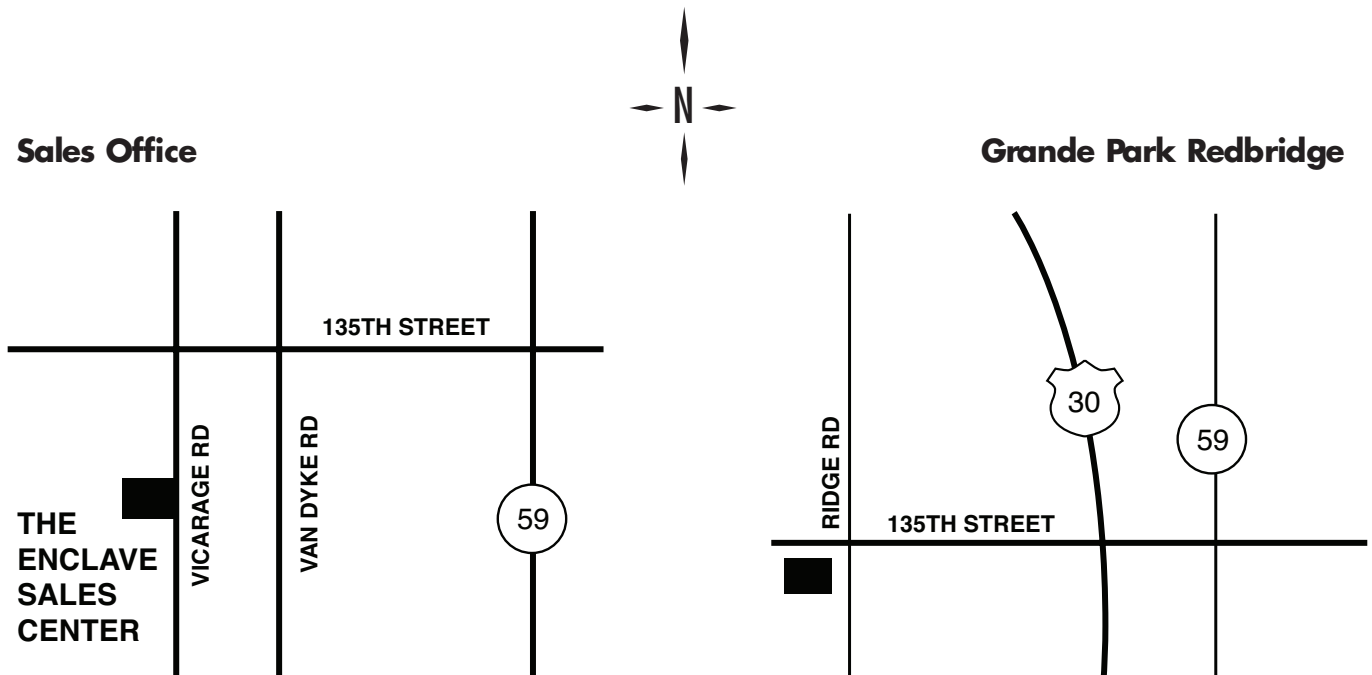 N
Sales Office
135TH STREET
VICARAGE RD
VAN DYKE RD
59
THE
ENCLAVE
SALES
CENTER
Grande Park Redbridge
30
59
RIDGE RD
135TH STREET